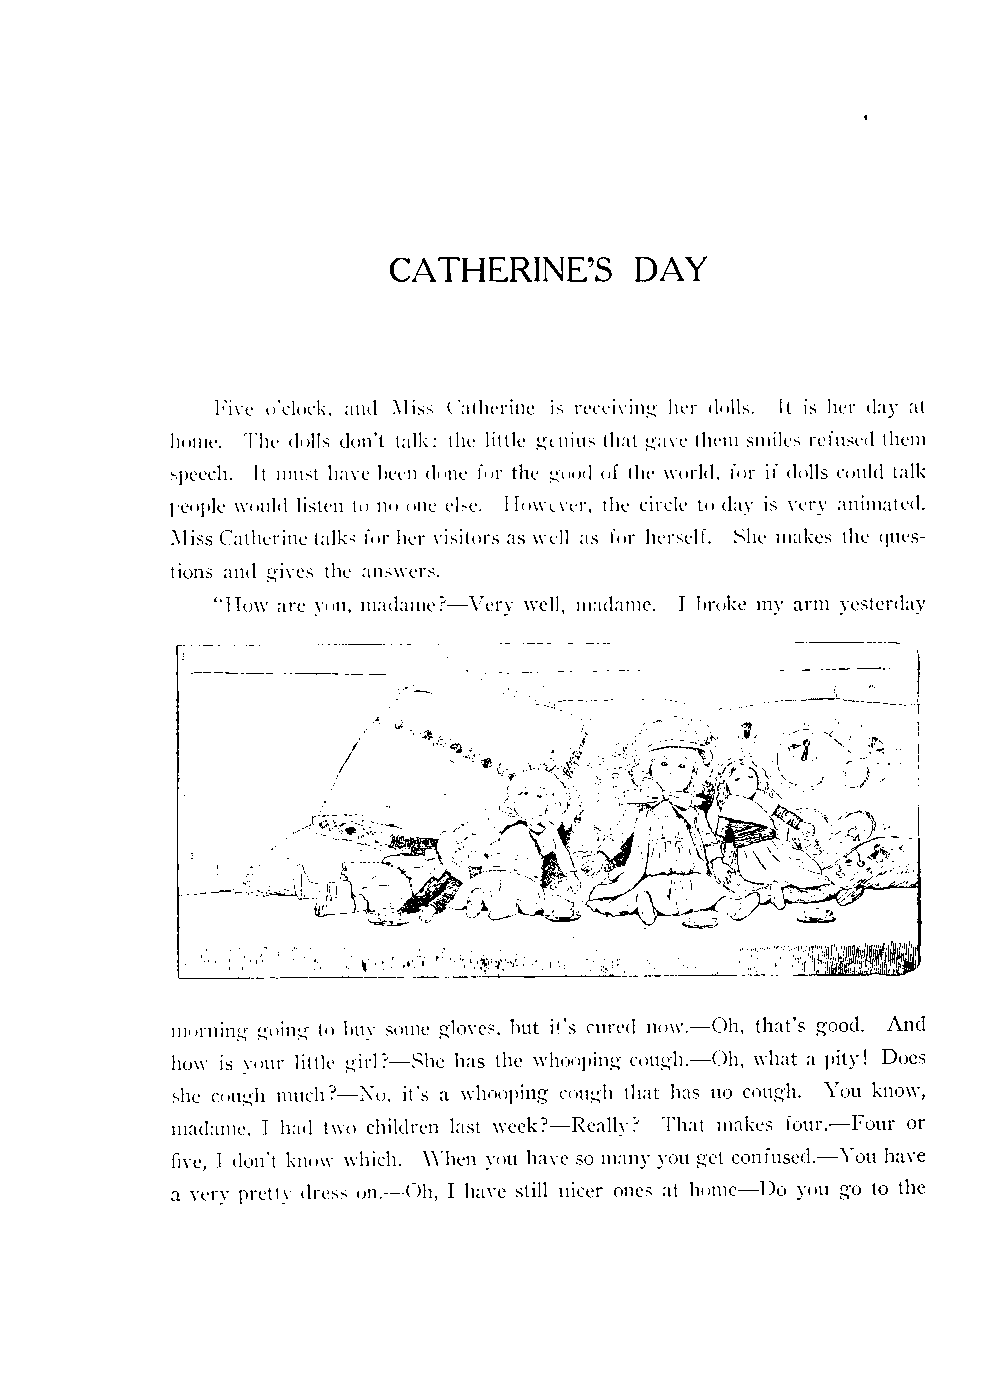 CATHERINE'S DAY
Five o'clock, and Miss Catherine is receiving her dolls. It is her day at
home. The dolls don't talk; the little genius that gave them smiles refused them
speech. It must have been done for the good of the world, for if dolls could talk
people would listen to no one else. However, the circle to day is very animated.
Miss Catherine talks for her visitors as well as for herself. She makes the ques-
tions and gives the answers.
"How are you, madame?—Very well, madame. I broke my arm yesterday
morning going to buy some gloves, but it's cured now.—Oh, that's good. And
how is your little girl?—She has the whooping cough.—Oh, what a pity! Does
she cough much?—No, it's a whooping cough that has no cough. You know,
madame, I had two children last week?—Really? That makes four.—Four or
five, I don't know which. When you have so many you get confused.—You have
a very pretty dress on.—Oh, I have still nicer ones at home—Do you go to the